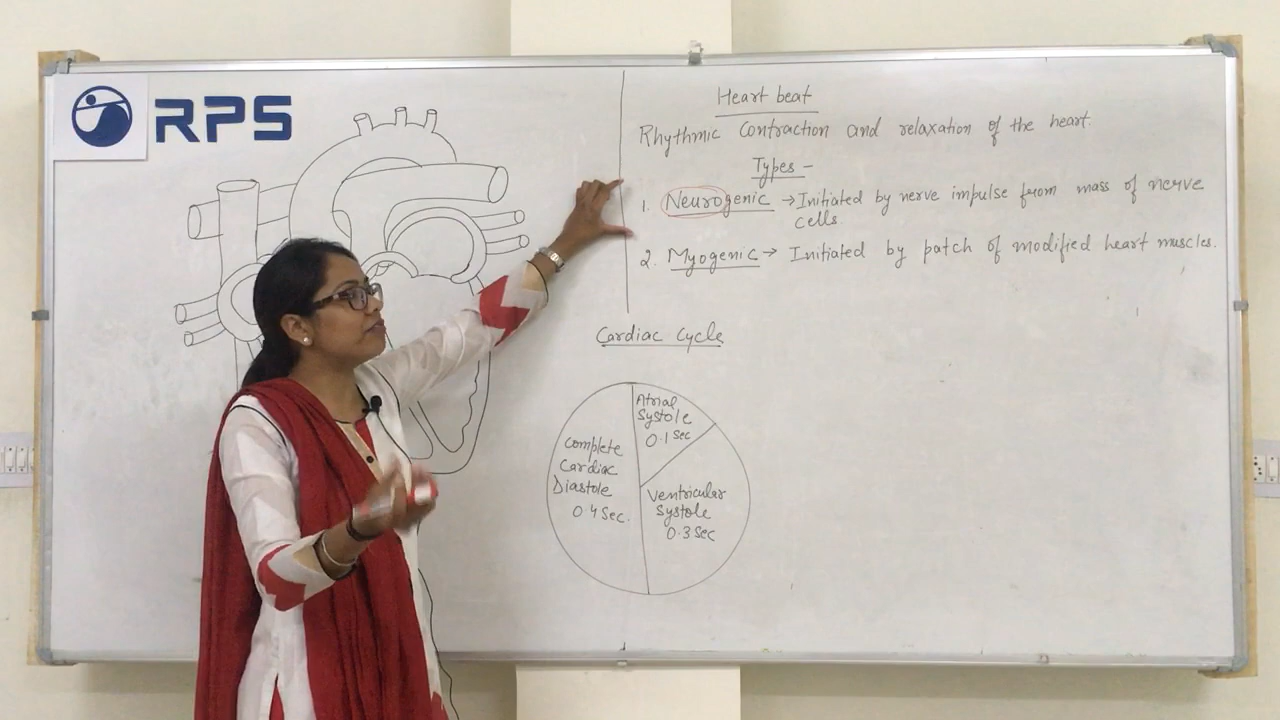 RPS
Heart beat
Rhythmic Contraction and relaxation of the heart.
Types -
1. Neurogenic → Initiated by nerve impulse from mass of nerve
cells.
2. Myogenic → Initiated by patch of modified heart muscles.
Cardiac Cycle
Atrial
Systole
0.1 Sec
Complete
Cardiac
Diastole
0.4 Sec.
Ventricular
Systole
0.3 Sec